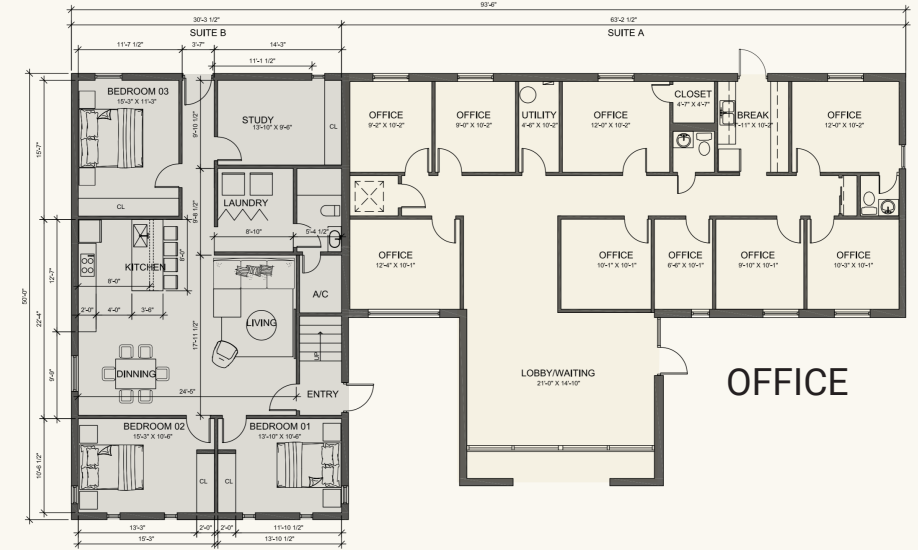 93'-6"
30'-3 1/2"
63'-2 1/2"
SUITE B
SUITE A
11'-7 1/2"
3'-7"
14'-3"
11'-1 1/2"
BEDROOM 03
15'-3" X 11'-3"
CL
9'-10 1/2"
STUDY
13'-10" X 9'-6"
CL
OFFICE
9'-2" X 10'-2"
OFFICE
9'-0" X 10'-2"
UTILITY
4'-6" X 10'-2"
OFFICE
12'-0" X 10'-2"
CLOSET
4'-7" X 4'-7"
BREAK
OFFICE
12'-0" X 10'-2"
15'-7"
9'-8 1/2"
LAUNDRY
8'-10"
5'-4 1/2"
KITCHEN
8'-0"
8'-0"
2'-0"
4'-0"
3'-6"
12'-7"
50'-0"
22'-4"
9'-9"
17'-11 1/2"
A/C
LIVING
UP
DINNING
24'-6"
ENTRY
OFFICE
12'-4" X 10'-1"
OFFICE
10'-1" X 10'-1"
OFFICE
6'-6" X 10'-1"
OFFICE
9'-10" X 10'-1"
OFFICE
10'-3" X 10'-1"
LOBBY/WAITING
21'-0" X 14'-10"
OFFICE
BEDROOM 02
15'-3" X 10'-6"
BEDROOM 01
13'-10" X 10'-6"
CL
CL
10'-6 1/2"
13'-3"
2'-0"
2'-0"
11'-10 1/2"
15'-3"
13'-10 1/2"